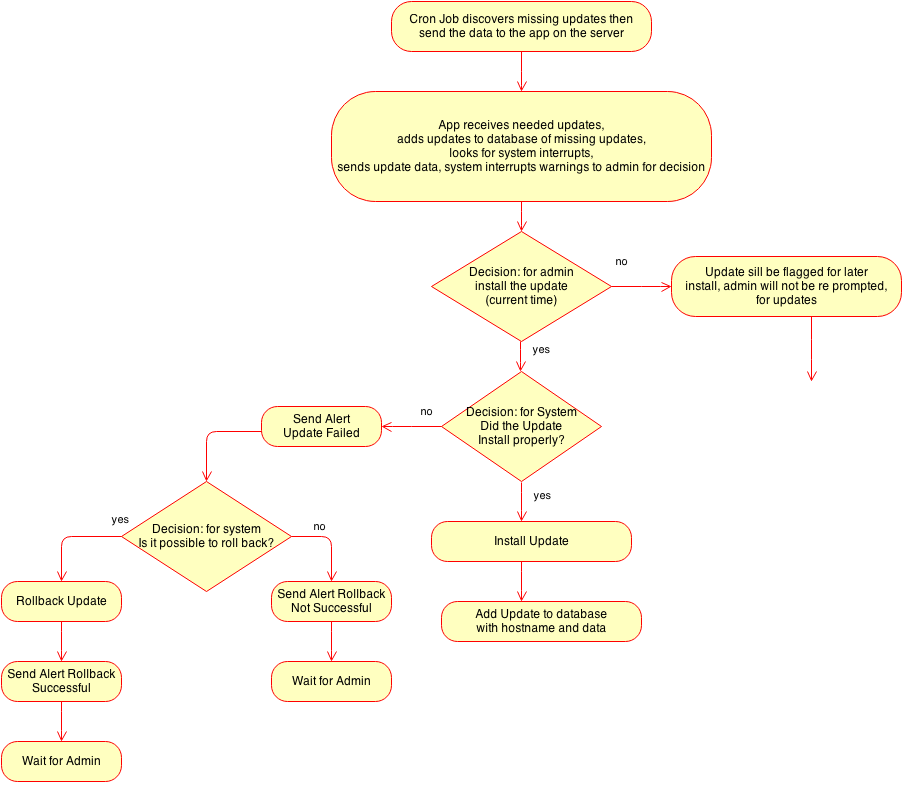 Cron Job discovers missing updates then
send the data to the app on the server
App receives needed updates,
adds updates to database of missing updates,
looks for system interrupts,
sends update data, system interrupts warnings to admin for decision
Decision: for admin
install the update
(current time)
no
Update sill be flagged for later
install, admin will not be re prompted,
for updates
yes
Decision: for System
Did the Update
Install properly?
no
Send Alert
Update Failed
yes
Decision: for system
Is it possible to roll back?
yes
no
Install Update
Rollback Update
Send Alert Rollback
Not Successful
Add Update to database
with hostname and data
Send Alert Rollback
Successful
Wait for Admin
Wait for Admin